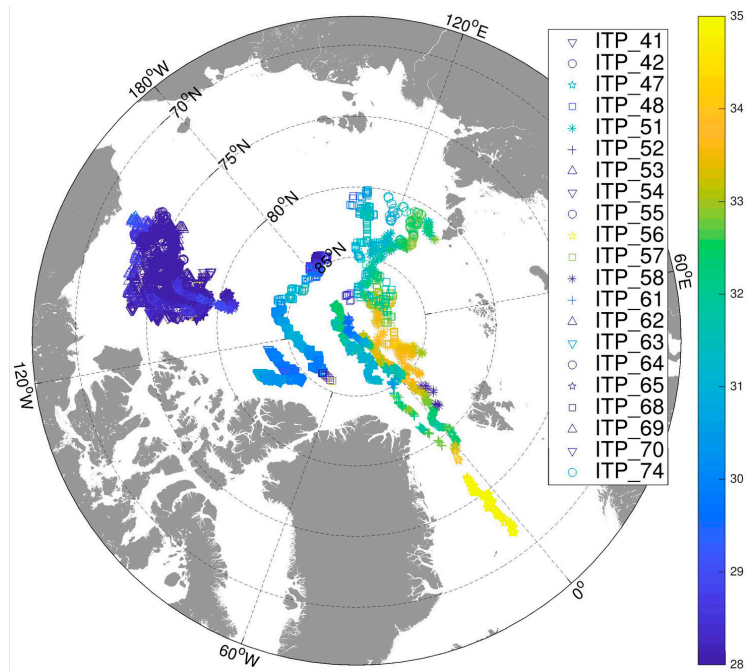 120°E
180°W
70°N
75°N
80°N
85°N
60°E
120°W
60°W
0°
ITP_41
ITP_42
ITP_47
ITP_48
ITP_51
ITP_52
ITP_53
ITP_54
ITP_55
ITP_56
ITP_57
ITP_58
ITP_61
ITP_62
ITP_63
ITP_64
ITP_65
ITP_68
ITP_69
ITP_70
ITP_74
35
34
33
32
31
30
29
28